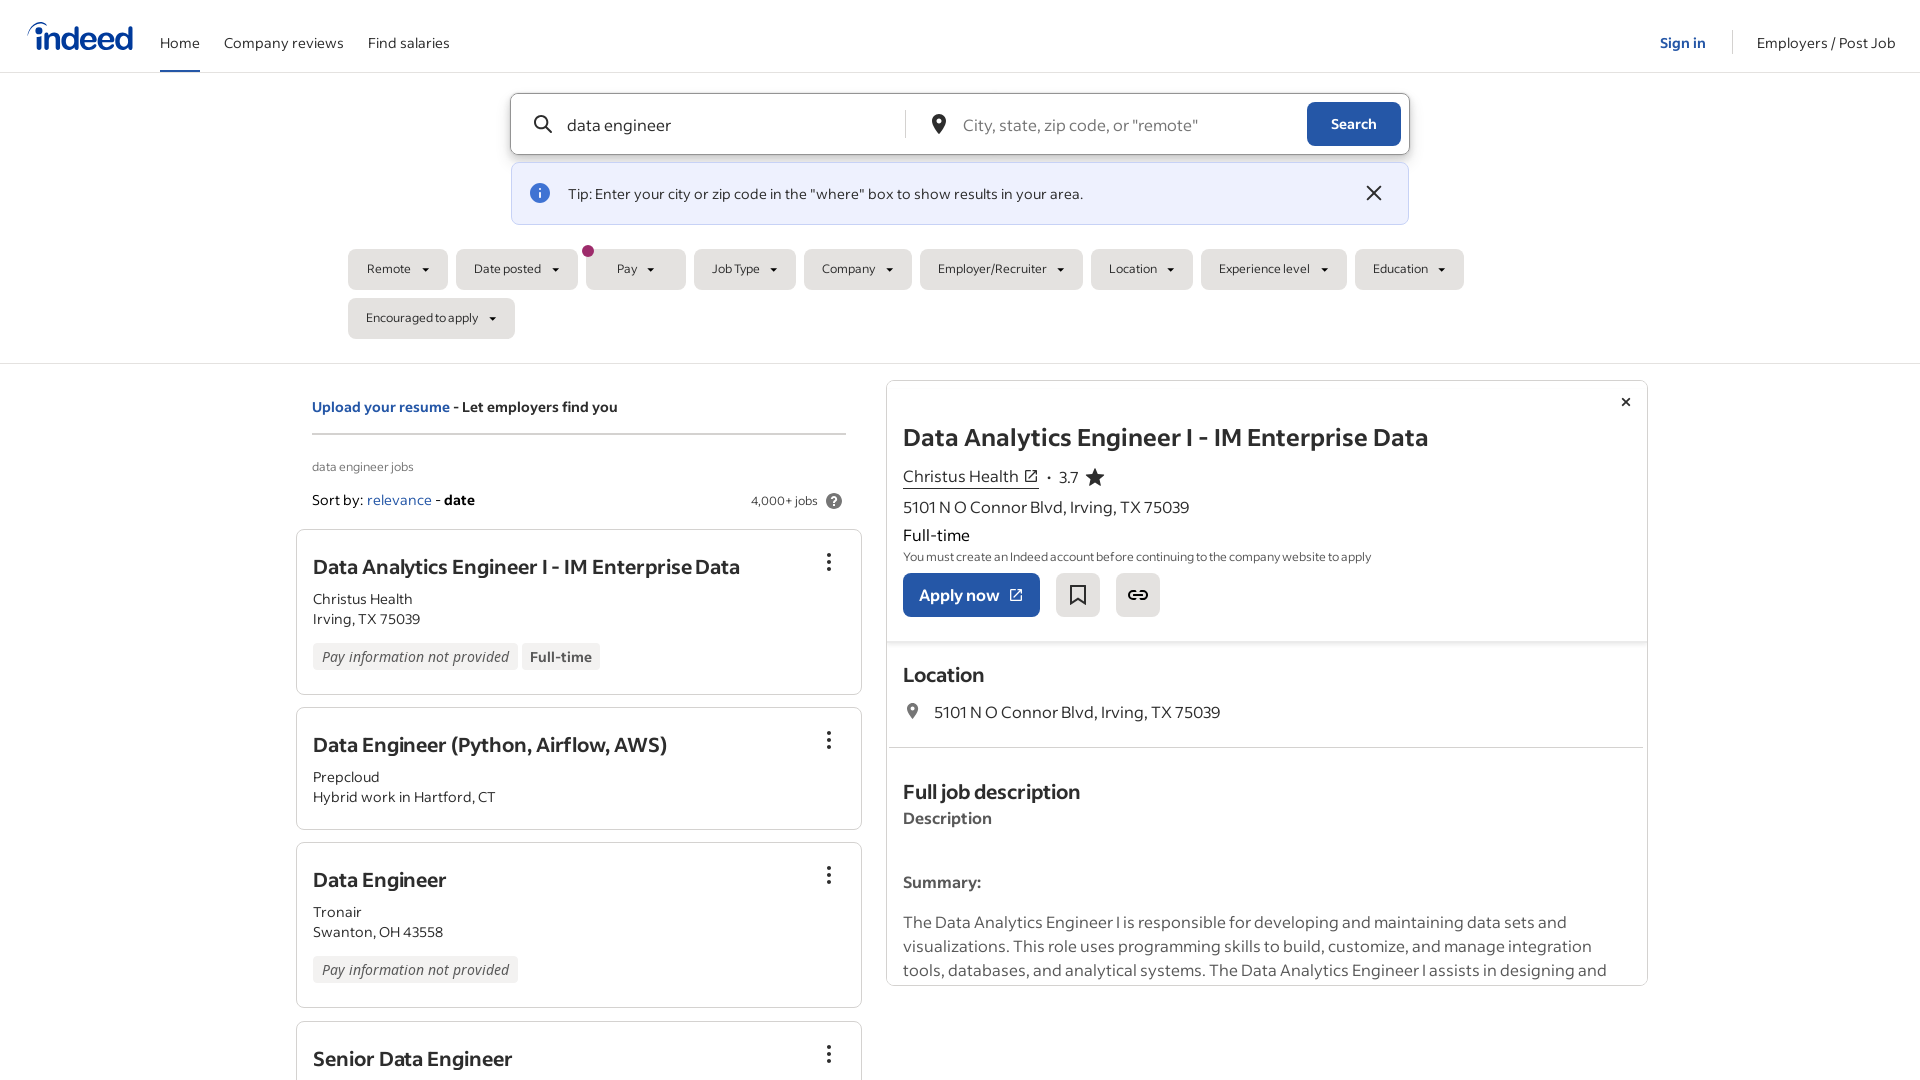 indeed
Home
Company reviews
Find salaries
Sign in
Employers / Post Job
data engineer
City, state, zip code, or "remote"
Search
Tip: Enter your city or zip code in the "where" box to show results in your area.
Remote
Date posted
Pay
Job Type
Company
Employer/Recruiter
Location
Experience level
Education
Encouraged to apply
Upload your resume - Let employers find you
data engineer jobs
Sort by: relevance - date
4,000+ jobs
Data Analytics Engineer I - IM Enterprise Data
Christus Health
Irving, TX 75039
Pay information not provided
Full-time
Data Engineer (Python, Airflow, AWS)
Prepcloud
Hybrid work in Hartford, CT
Data Engineer
Tronair
Swanton, OH 43558
Pay information not provided
Senior Data Engineer
Data Analytics Engineer I - IM Enterprise Data
Christus Health · 3.7
5101 N O Connor Blvd, Irving, TX 75039
Full-time
You must create an Indeed account before continuing to the company website to apply
Apply now
Location
5101 N O Connor Blvd, Irving, TX 75039
Full job description
Description
Summary:
The Data Analytics Engineer I is responsible for developing and maintaining data sets and
visualizations. This role uses programming skills to build, customize, and manage integration
tools, databases, and analytical systems. The Data Analytics Engineer I assists in designing and